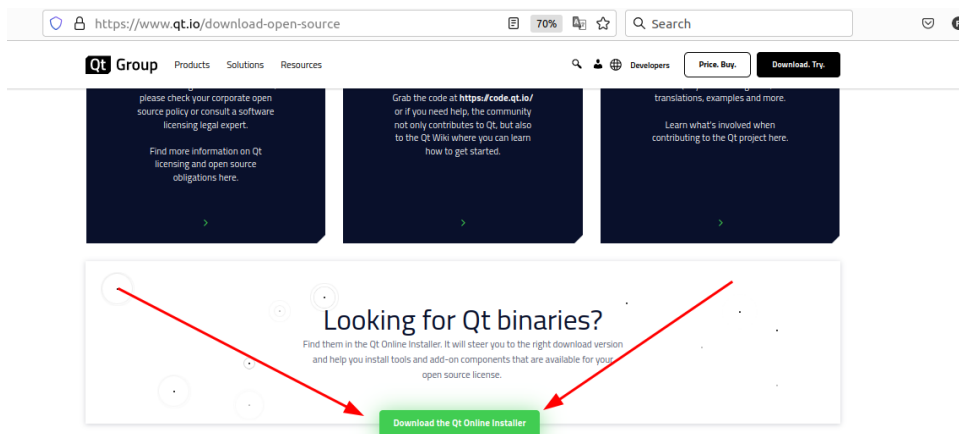 https://www.qt.io/download-open-source
70%
Search
Qt Group
Products
Solutions
Resources
Developers
Price. Buy.
Download. Try.
please check your corporate open
source policy or consult a software
licensing legal expert.
Find more information on Qt
licensing and open source
obligations here.
Grab the code at https://code.qt.io/
or if you need help, the community
not only contributes to Qt, but also
to the Qt Wiki where you can learn
how to get started.
translations, examples and more.
Learn what's involved when
contributing to the Qt project here.
Looking for Qt binaries?
Find them in the Qt Online Installer. It will steer you to the right download version
and help you install tools and add-on components that are available for your
open source license.
Download the Qt Online Installer